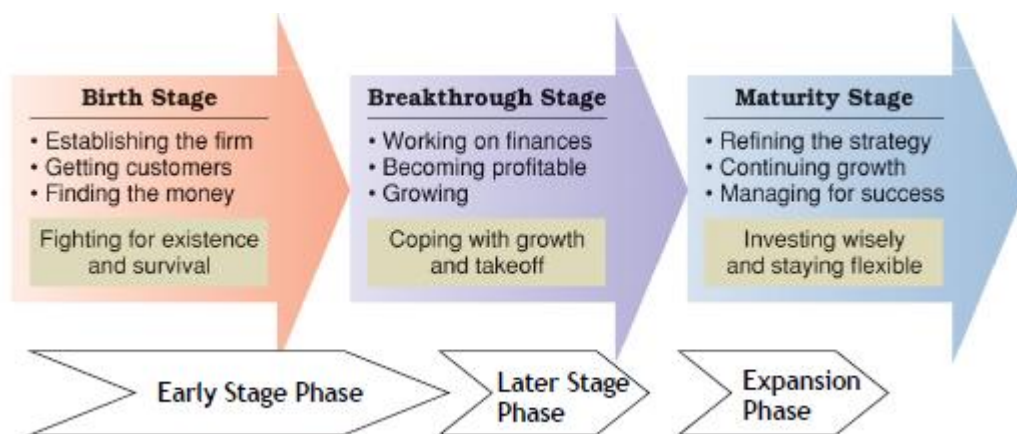 Birth Stage
• Establishing the firm
• Getting customers
• Finding the money
Fighting for existence
and survival
Breakthrough Stage
• Working on finances
• Becoming profitable
• Growing
Coping with growth
and takeoff
Maturity Stage
• Refining the strategy
• Continuing growth
• Managing for success
Investing wisely
and staying flexible
Early Stage Phase
Later Stage
Phase
Expansion
Phase